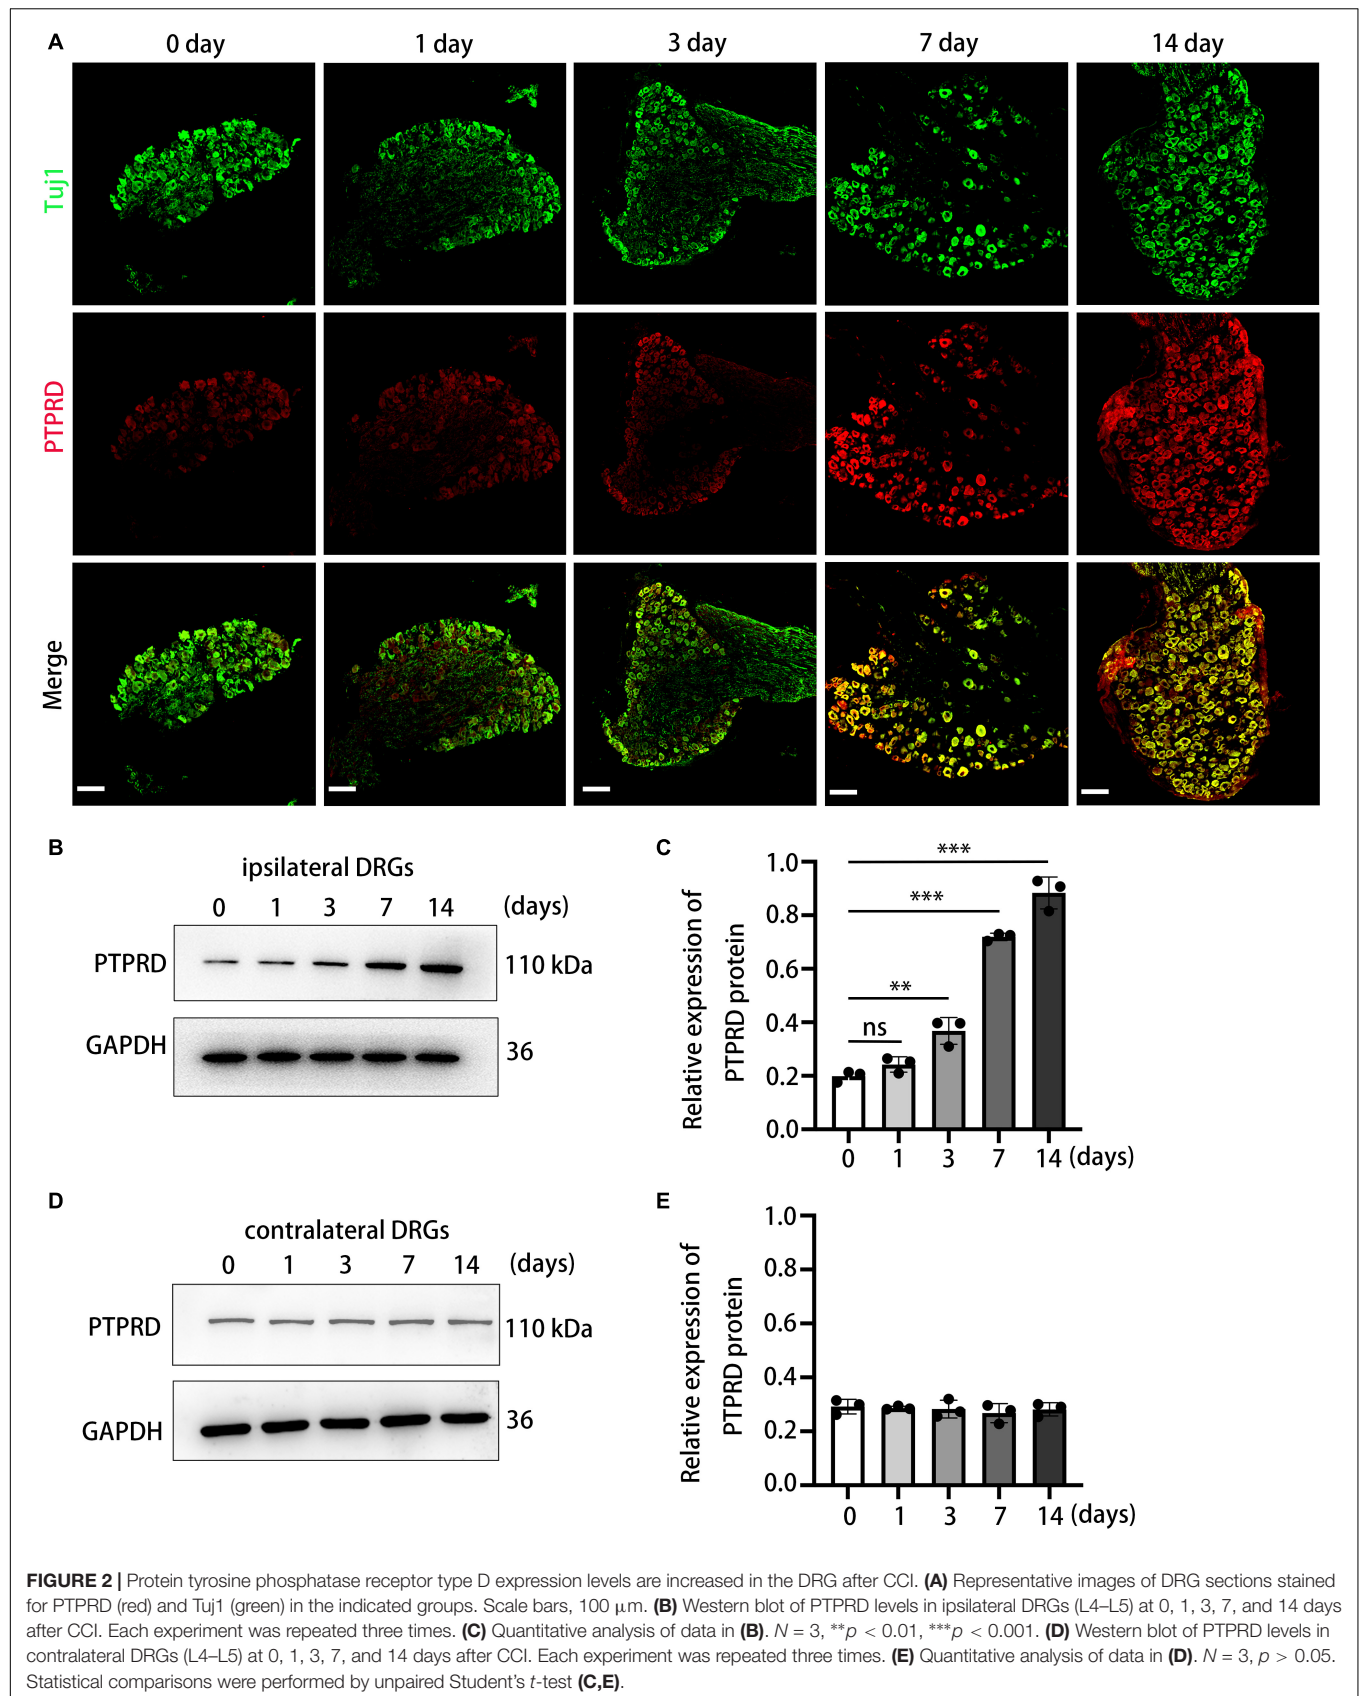 A
0 day 1 day 3 day 7 day 14 day
Tuj1
PTPRD
Merge
B
ipsilateral DRGs
0 1 3 7 14 (days)
PTPRD 110 kDa
GAPDH 36
C
Relative expression of
PTPRD protein
1.0
0.8
0.6
0.4
0.2
0.0
***
***
**
ns
0 1 3 7 14 (days)
D
contralateral DRGs
0 1 3 7 14 (days)
PTPRD 110 kDa
GAPDH 36
E
Relative expression of
PTPRD protein
1.0
0.8
0.6
0.4
0.2
0.0
0 1 3 7 14 (days)
FIGURE 2 | Protein tyrosine phosphatase receptor type D expression levels are increased in the DRG after CCI. (A) Representative images of DRG sections stained
for PTPRD (red) and Tuj1 (green) in the indicated groups. Scale bars, 100 μm. (B) Western blot of PTPRD levels in ipsilateral DRGs (L4–L5) at 0, 1, 3, 7, and 14 days
after CCI. Each experiment was repeated three times. (C) Quantitative analysis of data in (B). N = 3, **p < 0.01, ***p < 0.001. (D) Western blot of PTPRD levels in
contralateral DRGs (L4–L5) at 0, 1, 3, 7, and 14 days after CCI. Each experiment was repeated three times. (E) Quantitative analysis of data in (D). N = 3, p > 0.05.
Statistical comparisons were performed by unpaired Student's t-test (C,E).